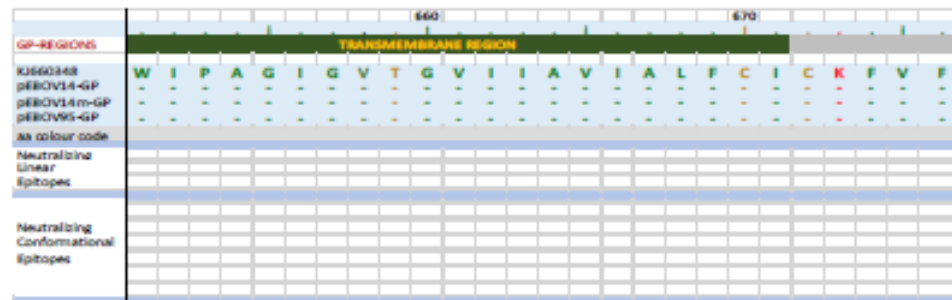 660 670
GP-REGIONS TRANSMEMBRANE REGION
KJ660348 W I P A G I G V T G V I I A V I A L F C I C K F V F
pEBOV14-GP - - - - - - - - - - - - - - - - - - - - - - - - - -
pEBOV14m-GP - - - - - - - - - - - - - - - - - - - - - - - - - -
pEBOV95-GP - - - - - - - - - - - - - - - - - - - - - - - - - -
aa colour code
Neutralizing
Linear
Epitopes
Neutralizing
Conformational
Epitopes